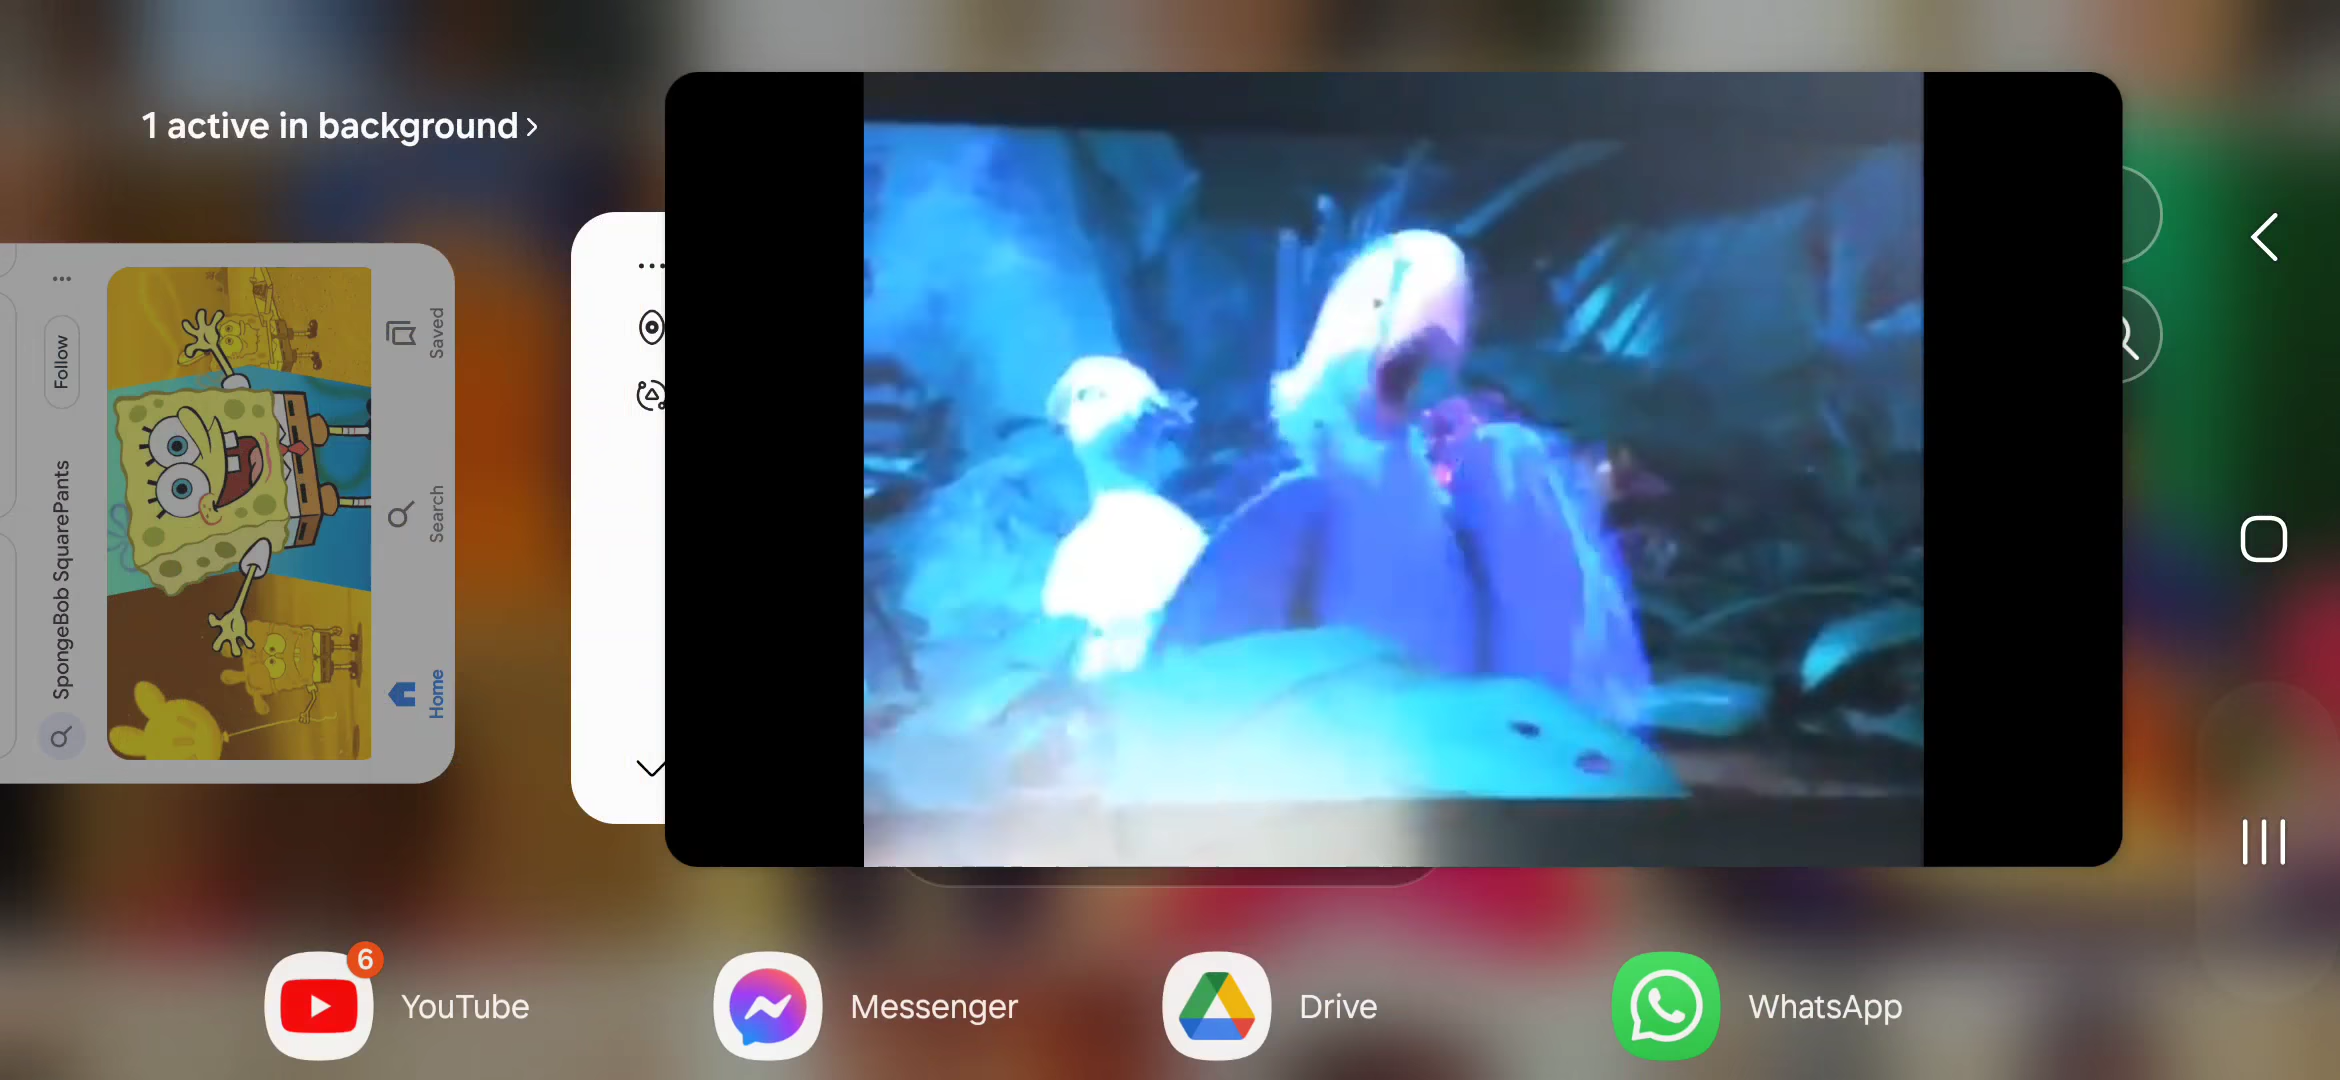 1 active in background
Follow
SpongeBob SquarePants
Saved
Search
Home
6
YouTube
Messenger
Drive
WhatsApp